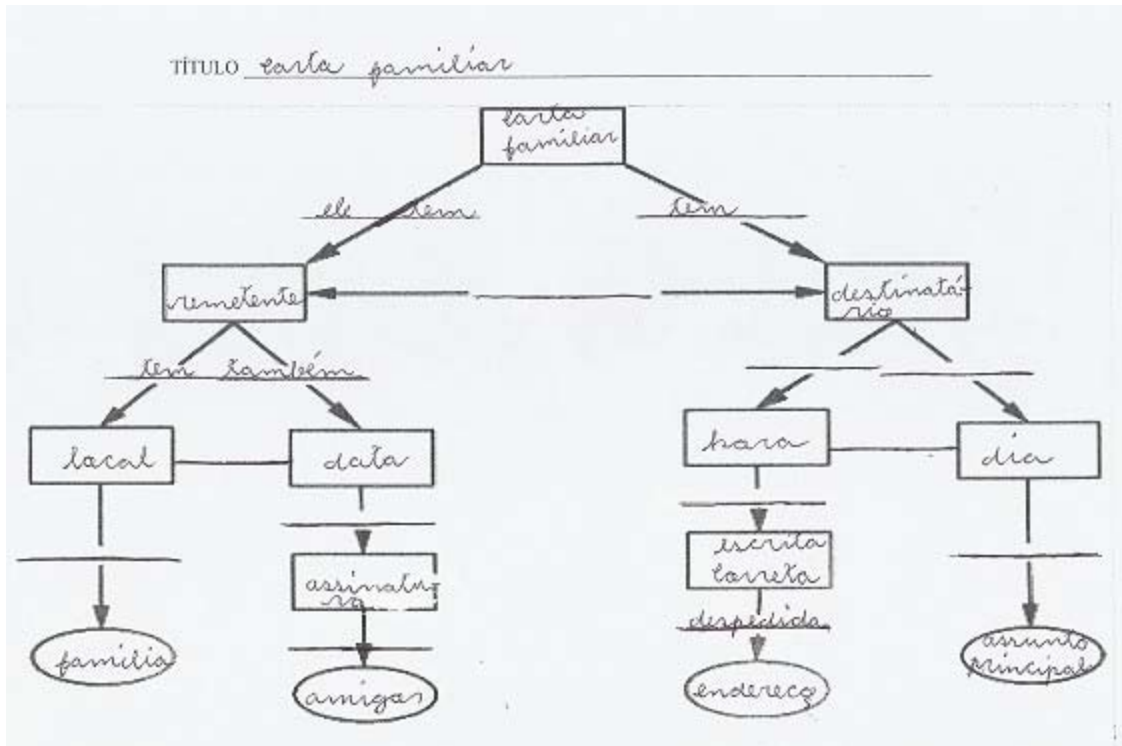 TÍTULO carta familiar
carta
familiar
ele tem
tem
remetente
destinatá-
rio
tem também
local
data
hora
dia
assinatu-
ra
escrita
correta
despedida
família
amigos
endereço
assunto
principal